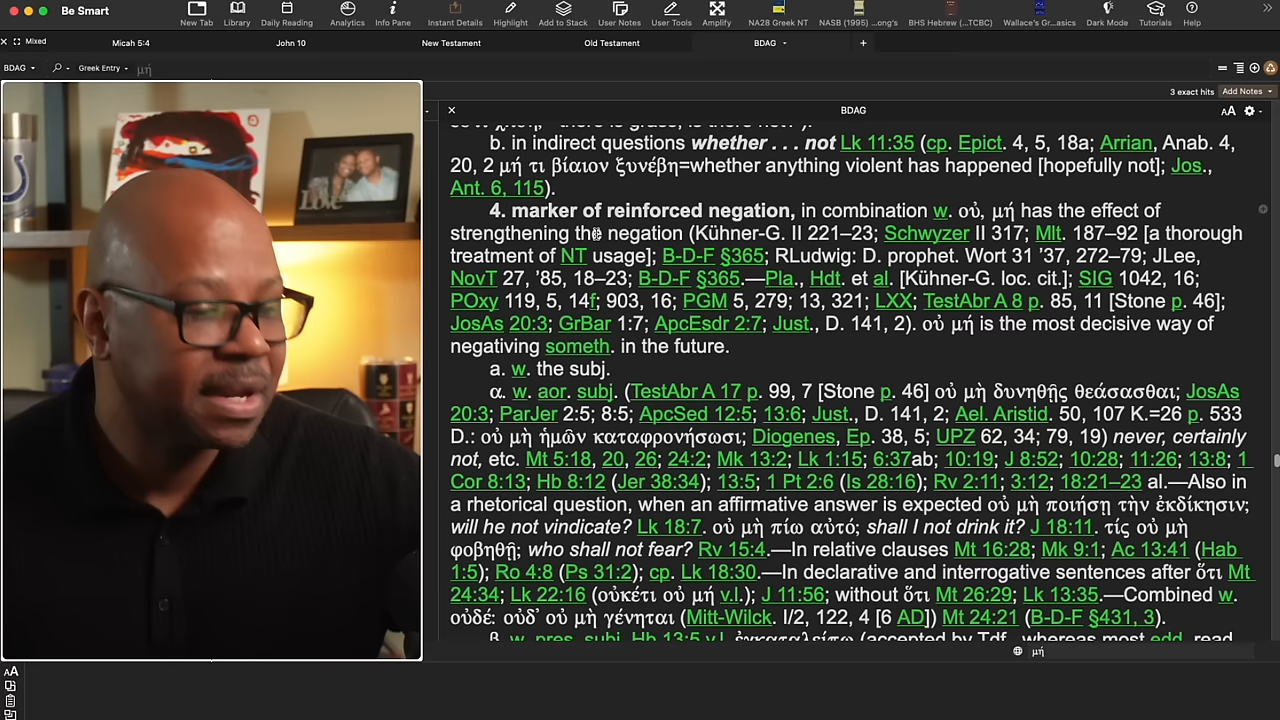 Be Smart
New Tab Library Daily Reading Analytics Info Pane Instant Details Highlight Add to Stack User Notes User Tools Amplify NA28 Greek NT NASB (1995) ...ong's BHS Hebrew (...TCBC) Wallace's Gr...asics Dark Mode Tutorials Help
Mixed Micah 5:4 John 10 New Testament Old Testament BDAG
BDAG Greek Entry μή
3 exact hits Add Notes
BDAG
AA
b. in indirect questions whether . . . not Lk 11:35 (cp. Epict. 4, 5, 18a; Arrian, Anab. 4,
20, 2 μή τι βίαιον ξυνέβη=whether anything violent has happened [hopefully not]; Jos.,
Ant. 6, 115).
4. marker of reinforced negation, in combination w. οὐ, μή has the effect of
strengthening the negation (Kühner-G. II 221–23; Schwyzer II 317; Mlt. 187–92 [a thorough
treatment of NT usage]; B-D-F §365; RLudwig: D. prophet. Wort 31 '37, 272–79; JLee,
NovT 27, '85, 18–23; B-D-F §365.—Pla., Hdt. et al. [Kühner-G. loc. cit.]; SIG 1042, 16;
POxy 119, 5, 14f; 903, 16; PGM 5, 279; 13, 321; LXX; TestAbr A 8 p. 85, 11 [Stone p. 46];
JosAs 20:3; GrBar 1:7; ApcEsdr 2:7; Just., D. 141, 2). οὐ μή is the most decisive way of
negativing someth. in the future.
a. w. the subj.
α. w. aor. subj. (TestAbr A 17 p. 99, 7 [Stone p. 46] οὐ μὴ δυνηθῇς θεάσασθαι; JosAs
20:3; ParJer 2:5; 8:5; ApcSed 12:5; 13:6; Just., D. 141, 2; Ael. Aristid. 50, 107 K.=26 p. 533
D.: οὐ μὴ ἡμῶν καταφρονήσωσι; Diogenes, Ep. 38, 5; UPZ 62, 34; 79, 19) never, certainly
not, etc. Mt 5:18, 20, 26; 24:2; Mk 13:2; Lk 1:15; 6:37ab; 10:19; J 8:52; 10:28; 11:26; 13:8; 1
Cor 8:13; Hb 8:12 (Jer 38:34); 13:5; 1 Pt 2:6 (Is 28:16); Rv 2:11; 3:12; 18:21–23 al.—Also in
a rhetorical question, when an affirmative answer is expected οὐ μὴ ποιήσῃ τὴν ἐκδίκησιν;
will he not vindicate? Lk 18:7. οὐ μὴ πίω αὐτό; shall I not drink it? J 18:11. τίς οὐ μὴ
φοβηθῇ; who shall not fear? Rv 15:4.—In relative clauses Mt 16:28; Mk 9:1; Ac 13:41 (Hab
1:5); Ro 4:8 (Ps 31:2); cp. Lk 18:30.—In declarative and interrogative sentences after ὅτι Mt
24:34; Lk 22:16 (οὐκέτι οὐ μή v.l.); J 11:56; without ὅτι Mt 26:29; Lk 13:35.—Combined w.
οὐδέ: οὐδ' οὐ μὴ γένηται (Mitt-Wilck. I/2, 122, 4 [6 AD]) Mt 24:21 (B-D-F §431, 3).
β. w. pres. subj. Hb 13:5 v.l. ἐγκαταλείπω (accepted by Tdf., whereas most edd. read
μή
AA
LOVE